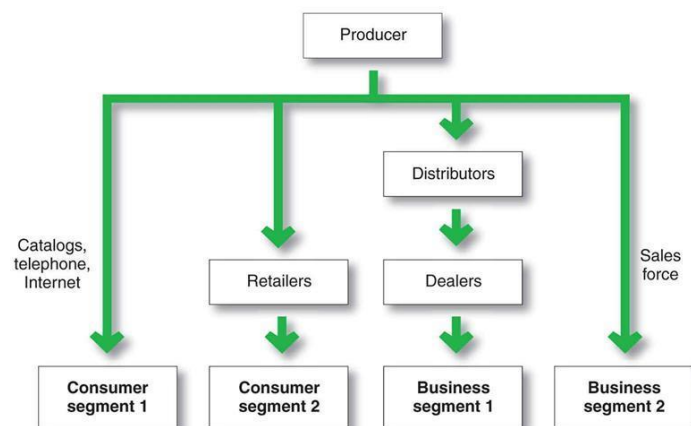 Producer
Distributors
Catalogs,
telephone,
Internet
Retailers
Dealers
Sales
force
Consumer
segment 1
Consumer
segment 2
Business
segment 1
Business
segment 2